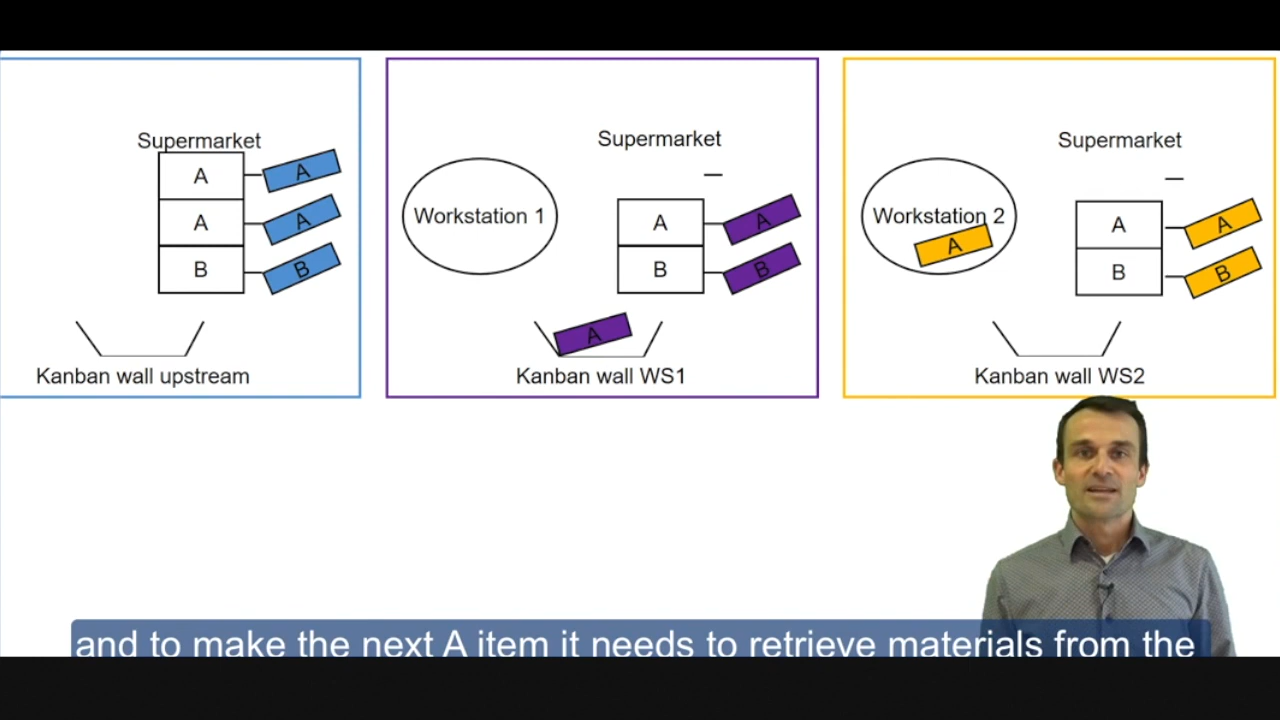 Supermarket
A A
A A
B B
Kanban wall upstream
Supermarket
Workstation 1
A A
B B
A
Kanban wall WS1
Supermarket
Workstation 2
A
A A
B B
Kanban wall WS2
and to make the next A item it needs to retrieve materials from the